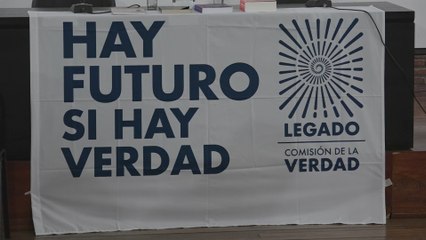 HAY
FUTURO
SI HAY
VERDAD
LEGADO
COMISIÓN DE LA
VERDAD